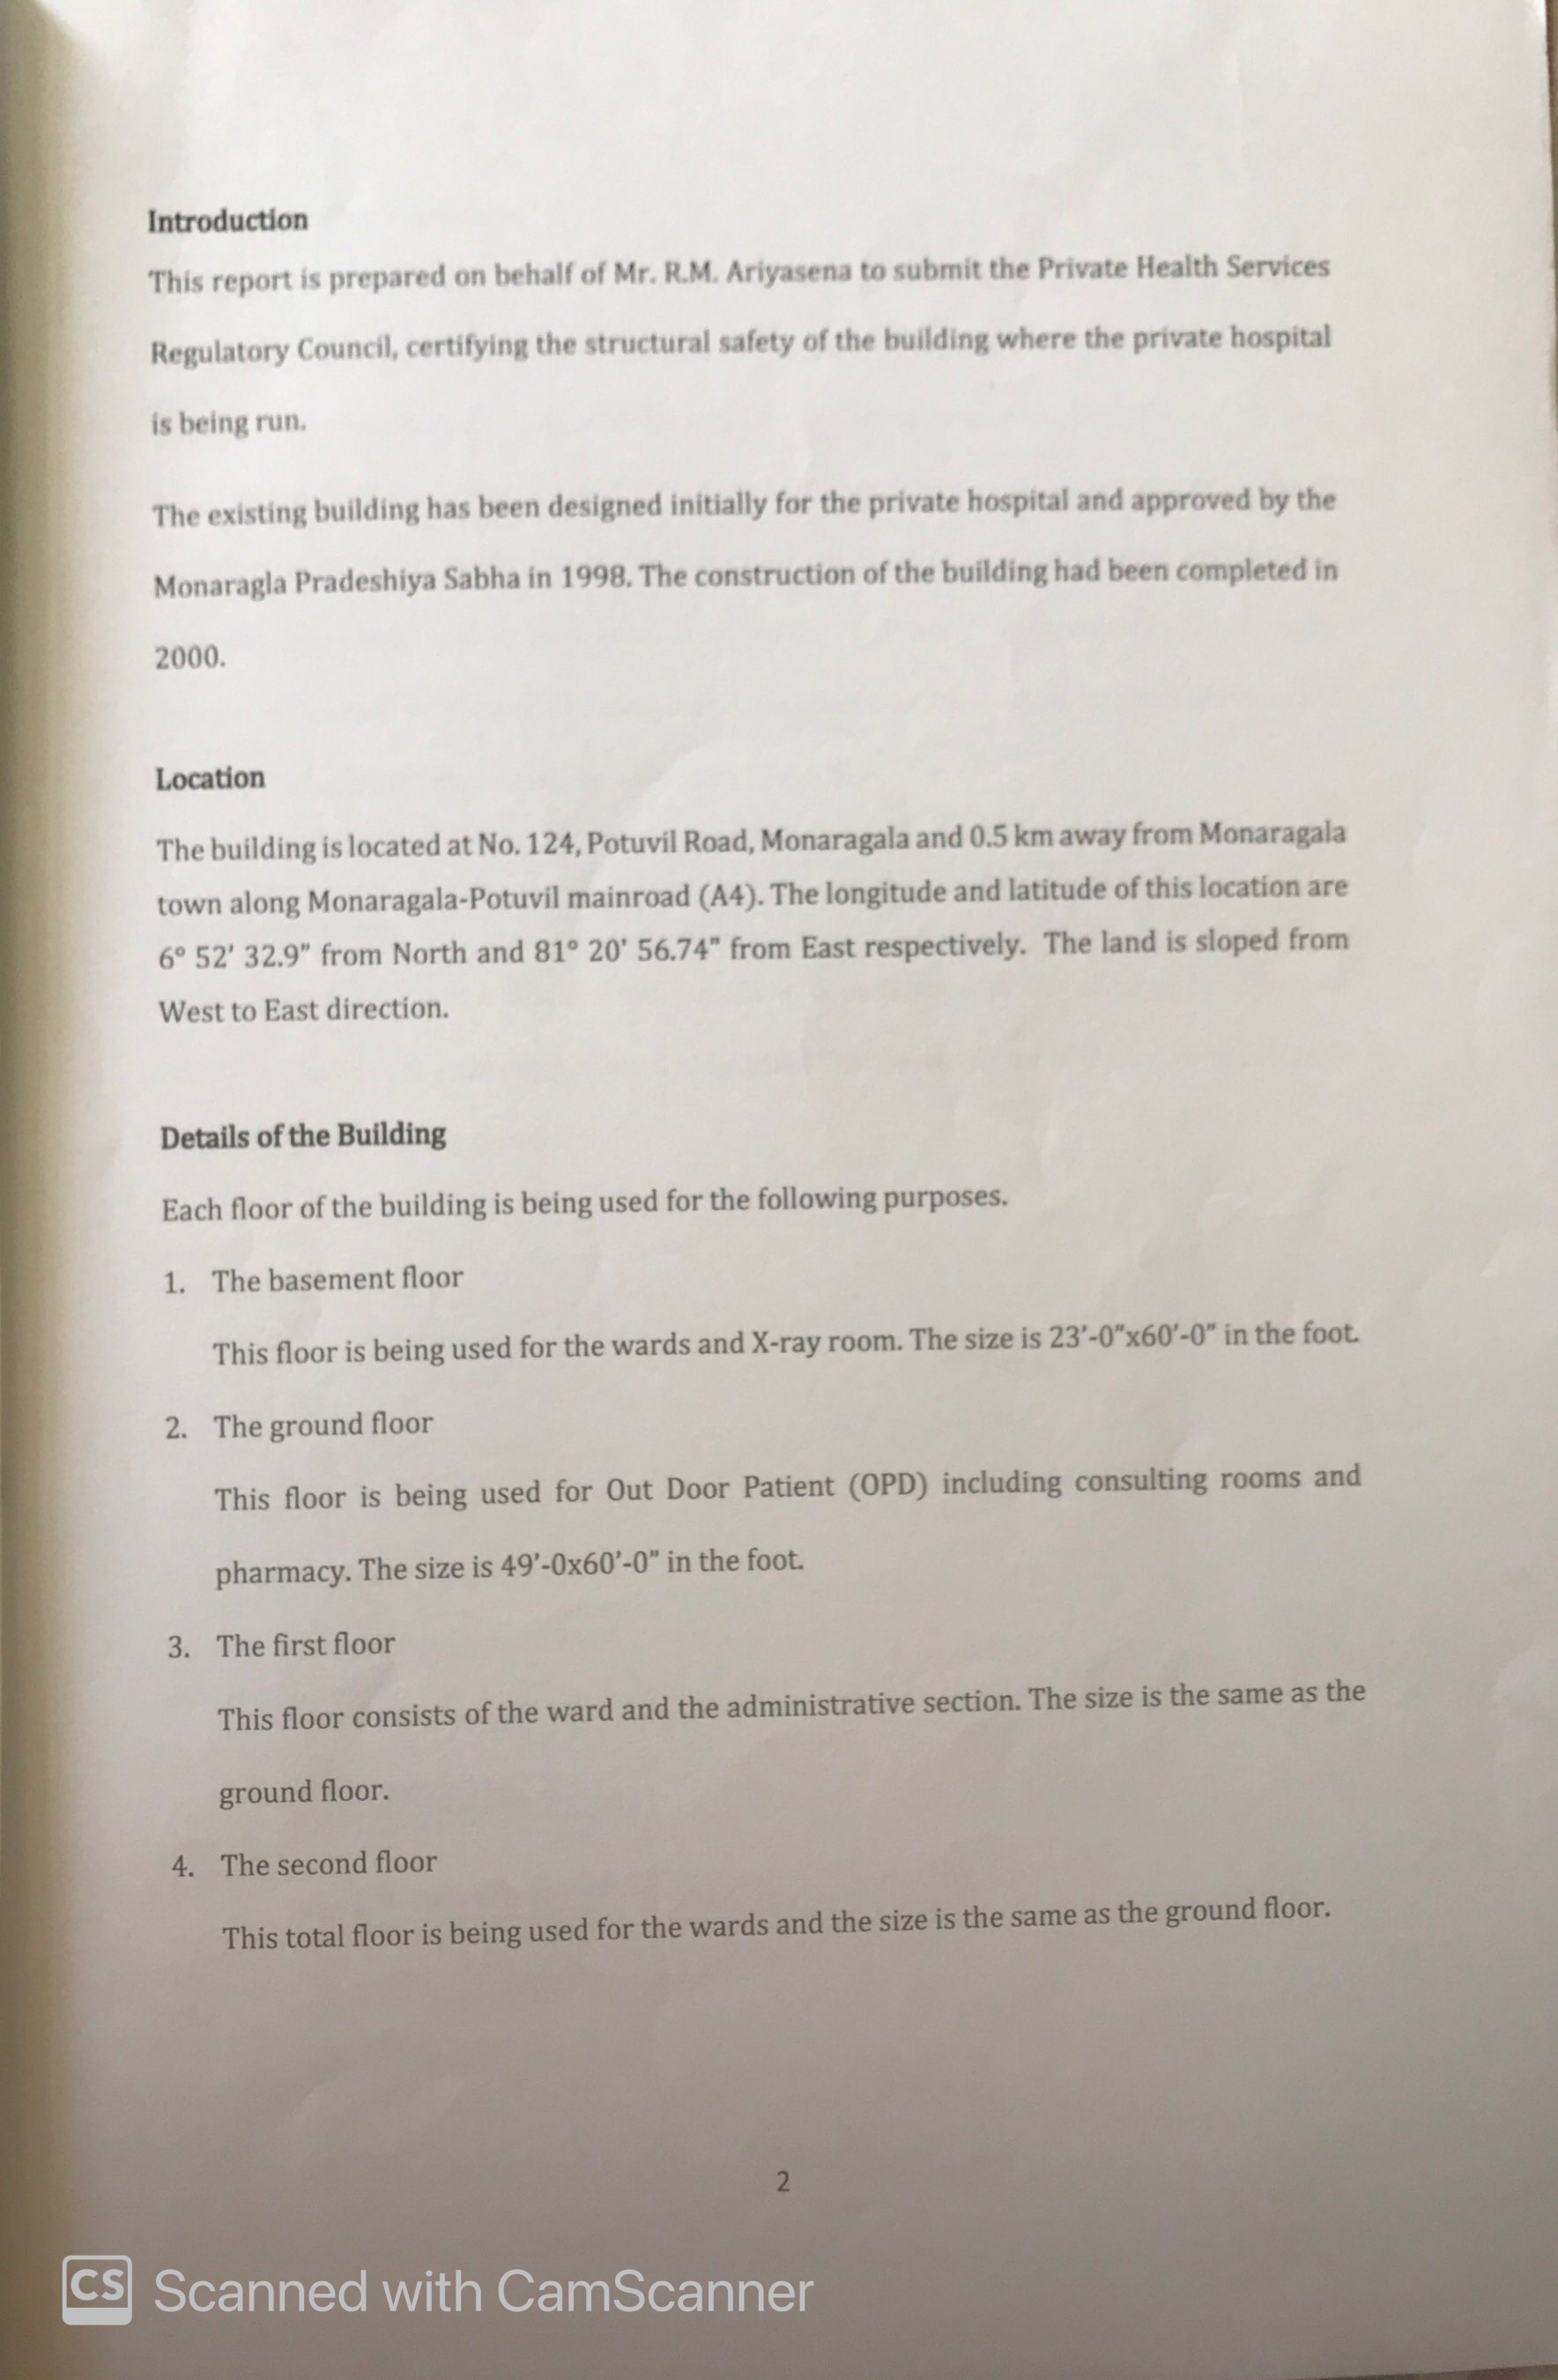 Introduction
This report is prepared on behalf of Mr. R.M. Ariyasena to submit the Private Health Services
Regulatory Council, certifying the structural safety of the building where the private hospital
is being run.
The existing building has been designed initially for the private hospital and approved by the
Monaragla Pradeshiya Sabha in 1998. The construction of the building had been completed in
2000.
Location
The building is located at No. 124, Potuvil Road, Monaragala and 0.5 km away from Monaragala
town along Monaragala-Potuvil mainroad (A4). The longitude and latitude of this location are
6° 52' 32.9” from North and 81° 20' 56.74” from East respectively. The land is sloped from
West to East direction.
Details of the Building
Each floor of the building is being used for the following purposes.
1. The basement floor
This floor is being used for the wards and X-ray room. The size is 23’-0”x60’-0” in the foot.
2. The ground floor
This floor is being used for Out Door Patient (OPD) including consulting rooms and
pharmacy. The size is 49’-0x60’-0” in the foot.
3. The first floor
This floor consists of the ward and the administrative section. The size is the same as the
ground floor.
4. The second floor
This total floor is being used for the wards and the size is the same as the ground floor.
2
CS Scanned with CamScanner